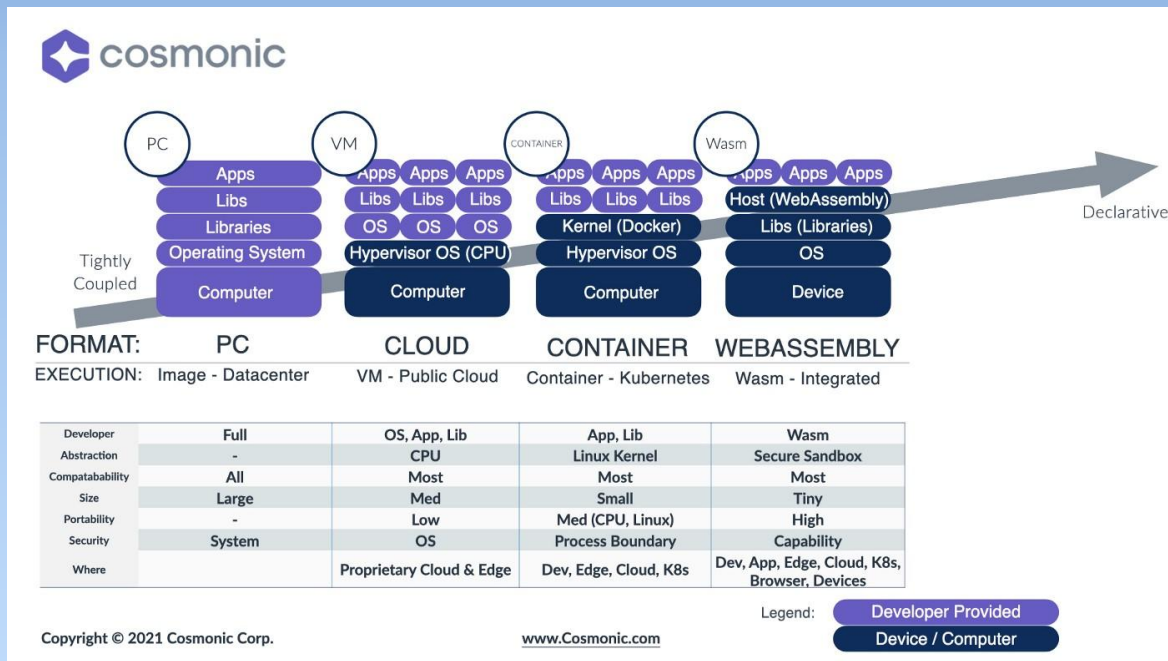 cosmonic
PC VM CONTAINER Wasm
Apps Apps Apps Apps Apps Apps Apps Apps Apps Apps
Libs Libs Libs Libs Libs Libs Libs Host (WebAssembly)
Libraries OS OS OS Kernel (Docker) Libs (Libraries)
Declarative
Operating System Hypervisor OS (CPU) Hypervisor OS OS
Tightly
Coupled
Computer Computer Computer Device
FORMAT: PC CLOUD CONTAINER WEBASSEMBLY
EXECUTION: Image - Datacenter VM - Public Cloud Container - Kubernetes Wasm - Integrated
Developer Full OS, App, Lib App, Lib Wasm
Abstraction - CPU Linux Kernel Secure Sandbox
Compatabability All Most Most Most
Size Large Med Small Tiny
Portability - Low Med (CPU, Linux) High
Security System OS Process Boundary Capability
Where Proprietary Cloud & Edge Dev, Edge, Cloud, K8s Dev, App, Edge, Cloud, K8s,
Browser, Devices
Legend: Developer Provided
Device / Computer
Copyright © 2021 Cosmonic Corp. www.Cosmonic.com